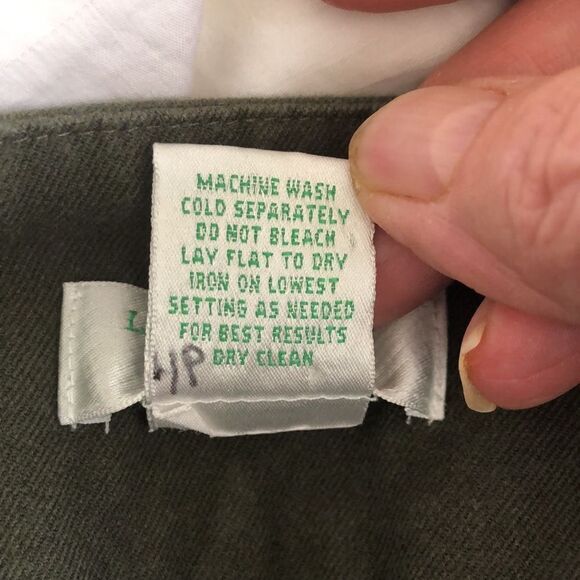 MACHINE WASH
COLD SEPARATELY
DO NOT BLEACH
LAY FLAT TO DRY
IRON ON LOWEST
SETTING AS NEEDED
FOR BEST RESULTS
DRY CLEAN